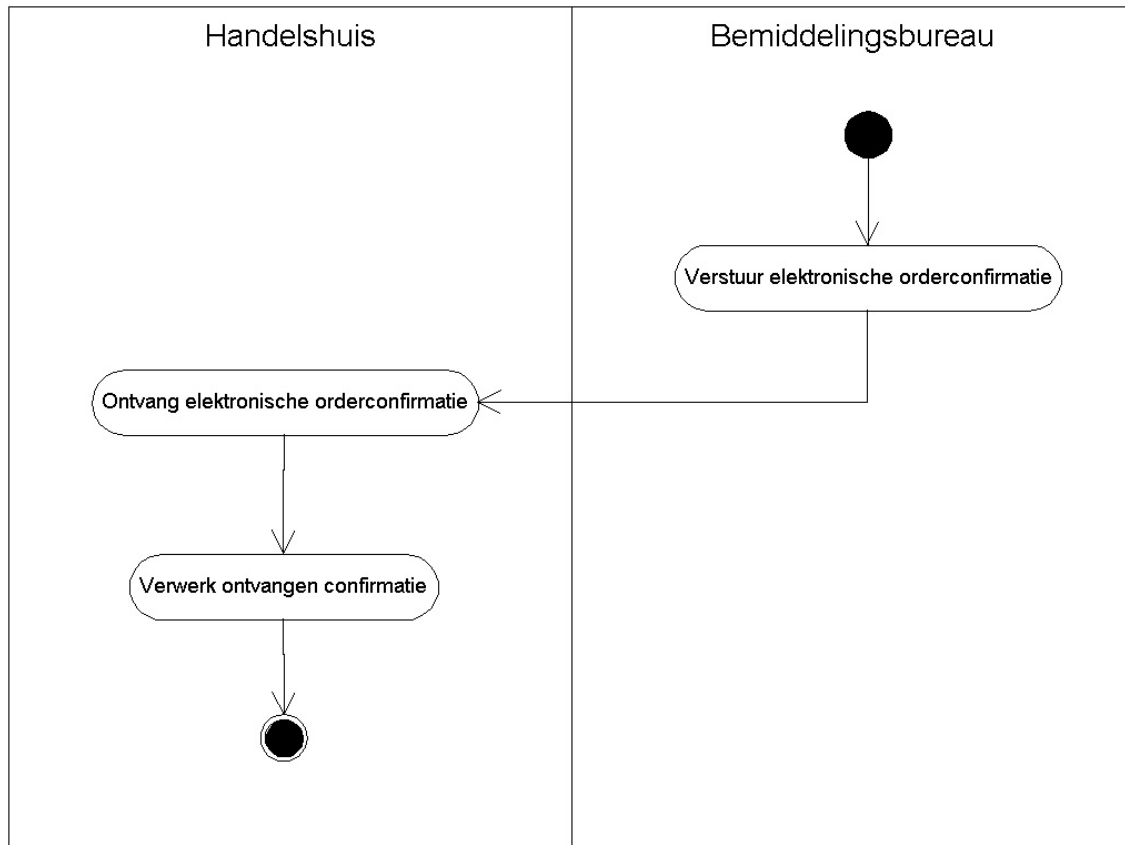 Handelshuis
Bemiddelingsbureau
Verstuur elektronische orderconfirmatie
Ontvang elektronische orderconfirmatie
Verwerk ontvangen confirmatie